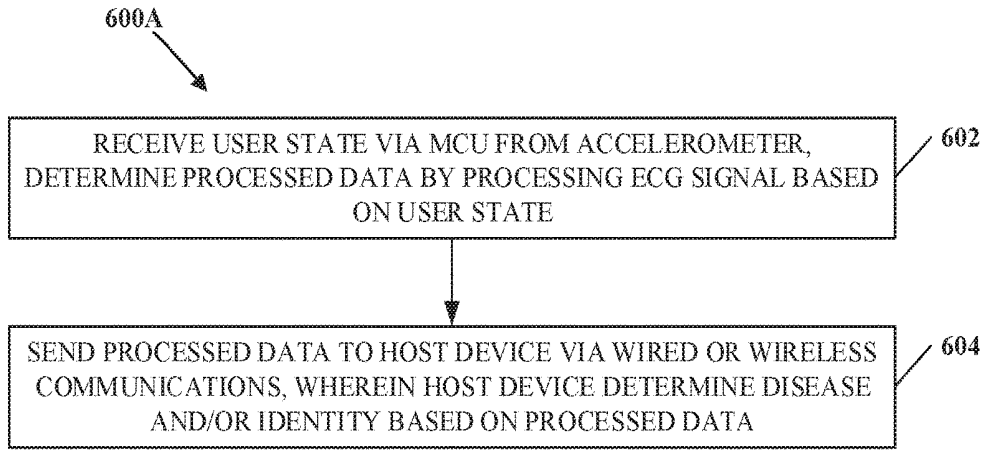 600A
RECEIVE USER STATE VIA MCU FROM ACCELEROMETER,
DETERMINE PROCESSED DATA BY PROCESSING ECG SIGNAL BASED
ON USER STATE
602
SEND PROCESSED DATA TO HOST DEVICE VIA WIRED OR WIRELESS
COMMUNICATIONS, WHEREIN HOST DEVICE DETERMINE DISEASE
AND/OR IDENTITY BASED ON PROCESSED DATA
604